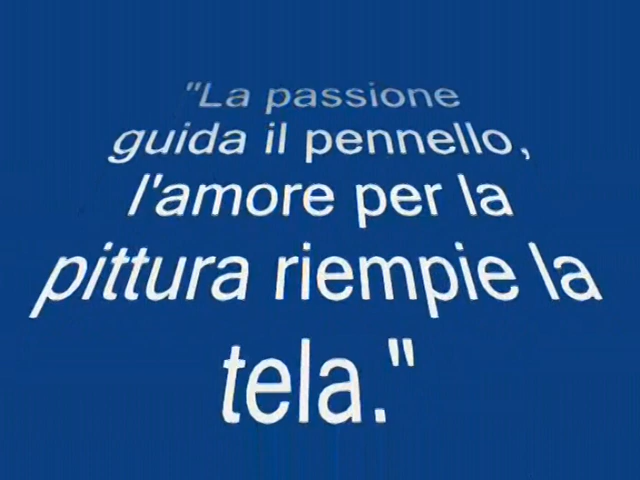 "La passione
guida il pennello,
l'amore per la
pittura riempie la
tela."